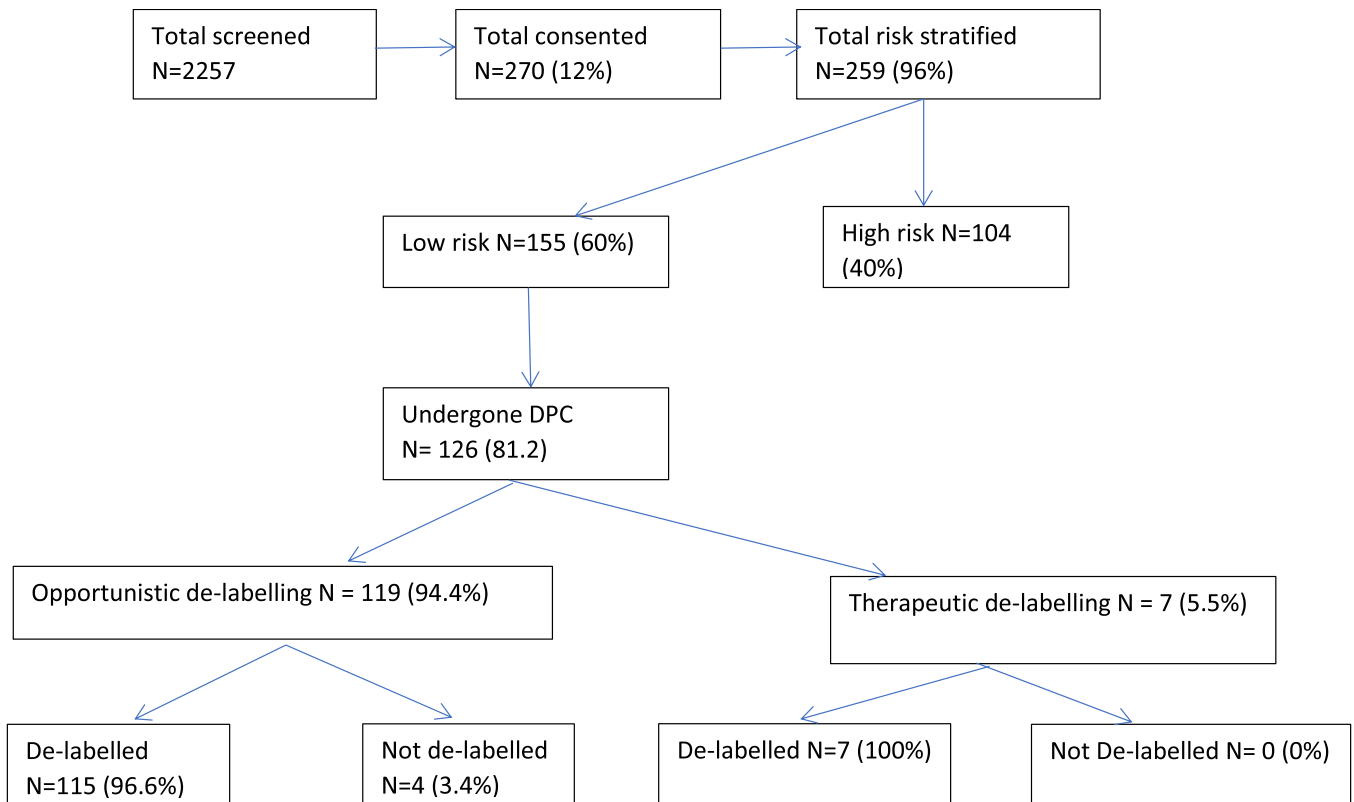 Total screened
N=2257
Total consented
N=270 (12%)
Total risk stratified
N=259 (96%)
Low risk N=155 (60%)
High risk N=104
(40%)
Undergone DPC
N= 126 (81.2)
Opportunistic de-labelling N = 119 (94.4%)
Therapeutic de-labelling N = 7 (5.5%)
De-labelled
N=115 (96.6%)
Not de-labelled
N=4 (3.4%)
De-labelled N=7 (100%)
Not De-labelled N= 0 (0%)